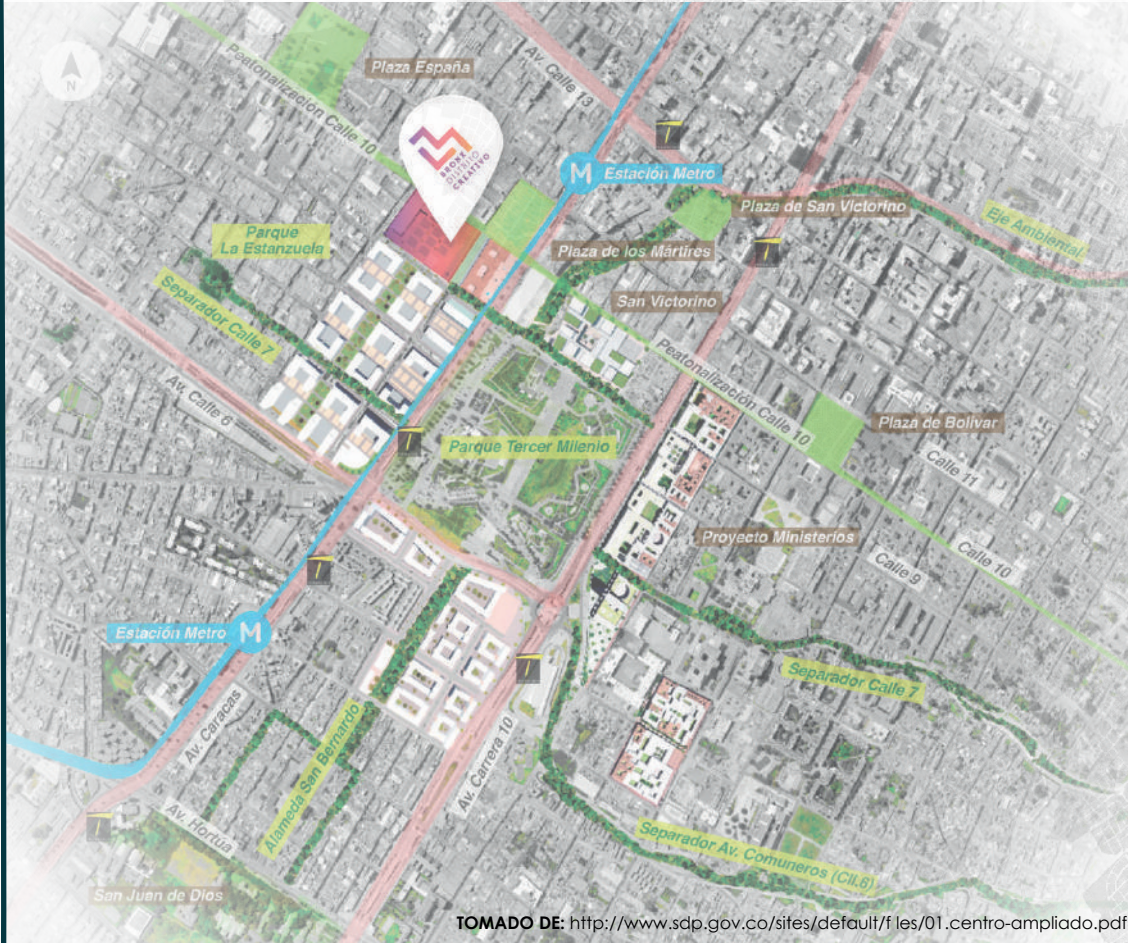 Plaza España
Av. Calle 13
Peatonalización Calle 10
BRONX
DISTRITO
CREATIVO
N
M
Estación Metro
Plaza de San Victorino
Eje Ambiental
Parque
La Estanzuela
Plaza de los Mártires
San Victorino
Separador Calle 7
Peatonalización Calle 10
Av. Calle 6
Parque Tercer Milenio
Plaza de Bolívar
Calle 11
Proyecto Ministerios
Calle 10
Calle 9
Estación Metro
M
Separador Calle 7
Av. Caracas
Alameda San Bernardo
Av. Carrera 10
Av. Hortúa
Separador Av. Comuneros (Cll.6)
San Juan de Dios
TOMADO DE: http://www.sdp.gov.co/sites/default/f les/01.centro-ampliado.pdf